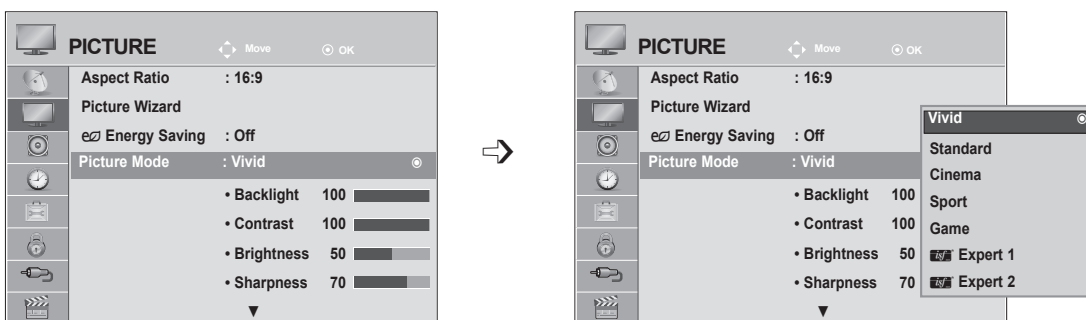 PICTURE Move OK
Aspect Ratio : 16:9
Picture Wizard
Energy Saving : Off
Picture Mode : Vivid
• Backlight 100
• Contrast 100
• Brightness 50
• Sharpness 70
PICTURE Move OK
Aspect Ratio : 16:9
Picture Wizard
Energy Saving : Off
Picture Mode : Vivid
• Backlight 100
• Contrast 100
• Brightness 50
• Sharpness 70
Vivid
Standard
Cinema
Sport
Game
isf Expert 1
isf Expert 2